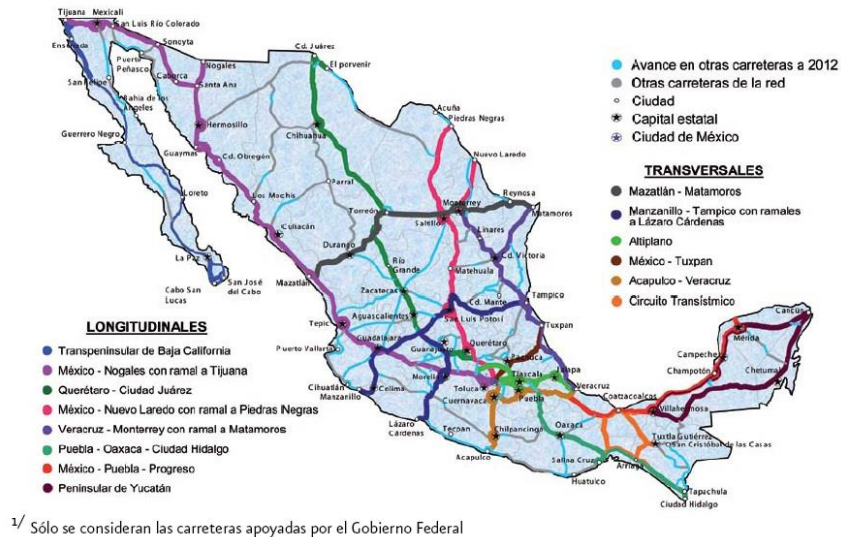 Tijuana
Mexicali
San Luis Río Colorado
Ensenada
Sonoyta
Nogales
Cd. Juárez
El porvenir
Puerto
Peñasco
San Felipe
Caborca
Santa Ana
Bahia de los
Angeles
Acuña
Piedras Negras
Hermosillo
Chihuahua
Guerrero Negro
Nuevo Laredo
Guaymas
Cd. Obregón
Parral
Loreto
Los Mochis
Reynosa
Monterrey
Torreón
Saltillo
Matamoros
Culiacán
Linares
Durango
La Paz
Cd. Victoria
Río
Grande
Matehuala
Mazatlán
San José
del Cabo
Cabo San
Lucas
Zacatecas
Cd. Mante
Tampico
Aguascalientes
San Luis Potosí
Tepic
Tuxpan
Guadalajara
Puerto Vallarta
Guanajuato
Querétaro
Pachuca
Cancún
Mérida
Cihuatlán
Manzanillo
Colima
Morelia
Toluca
Tlaxcala
Jalapa
Campeche
Veracruz
Puebla
Champotón
Chetumal
Cuernavaca
Coatzacoalcos
Villahermosa
Lázaro
Cárdenas
Tecpan
Chilpancingo
Oaxaca
Tuxtla Gutiérrez
San Cristóbal de las Casas
Acapulco
Salina Cruz
Arriaga
Huatulco
Tapachula
Ciudad Hidalgo
Avance en otras carreteras a 2012
Otras carreteras de la red
Ciudad
Capital estatal
Ciudad de México
TRANSVERSALES
Mazatlán - Matamoros
Manzanillo - Tampico con ramales
a Lázaro Cárdenas
Altiplano
México - Tuxpan
Acapulco - Veracruz
Circuito Transístmico
LONGITUDINALES
Transpeninsular de Baja California
México - Nogales con ramal a Tijuana
Querétaro - Ciudad Juárez
México - Nuevo Laredo con ramal a Piedras Negras
Veracruz - Monterrey con ramal a Matamoros
Puebla - Oaxaca - Ciudad Hidalgo
México - Puebla - Progreso
Peninsular de Yucatán
1/ Sólo se consideran las carreteras apoyadas por el Gobierno Federal